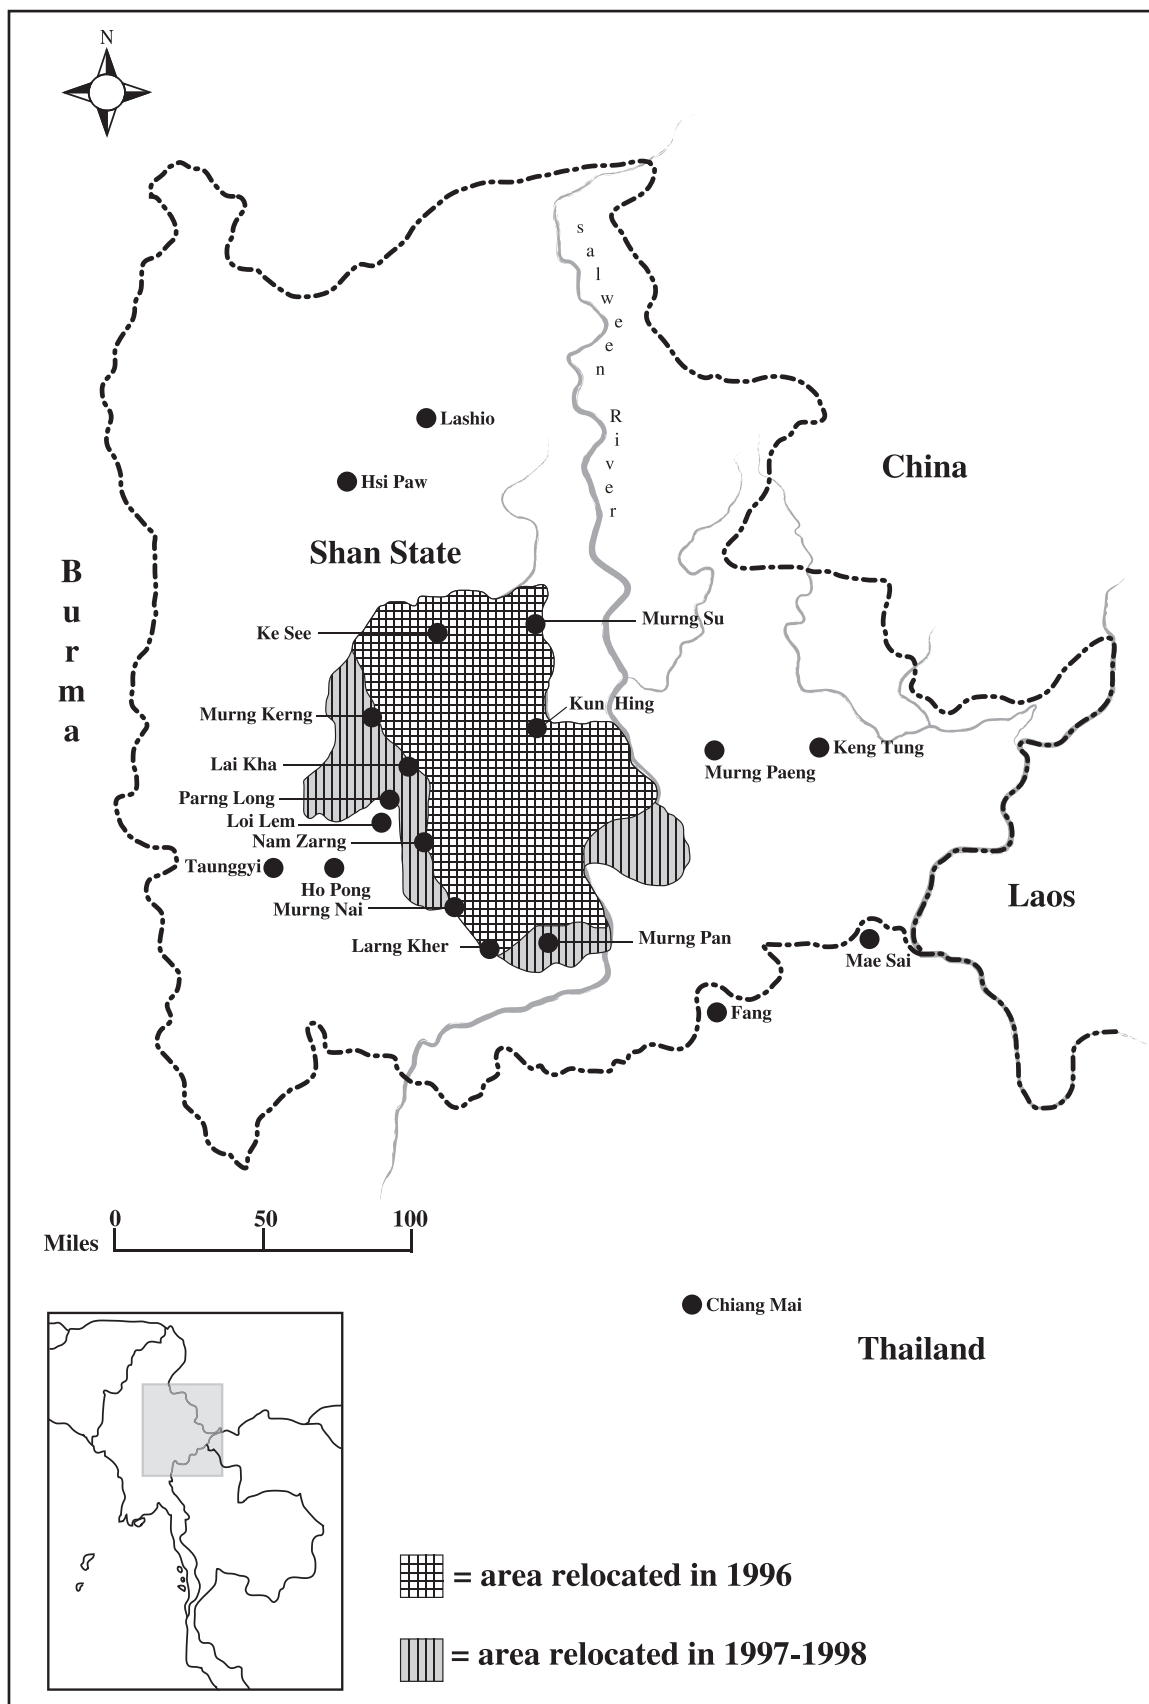 N
salween River
Lashio
China
Hsi Paw
Shan State
Burma
Murng Su
Ke See
Kun Hing
Murng Kerng
Keng Tung
Lai Kha
Murng Paeng
Parng Long
Loi Lem
Nam Zarng
Taunggyi
Ho Pong
Laos
Murng Nai
Larng Kher
Murng Pan
Mae Sai
Fang
0 50 100
Miles
Chiang Mai
Thailand
= area relocated in 1996
= area relocated in 1997-1998